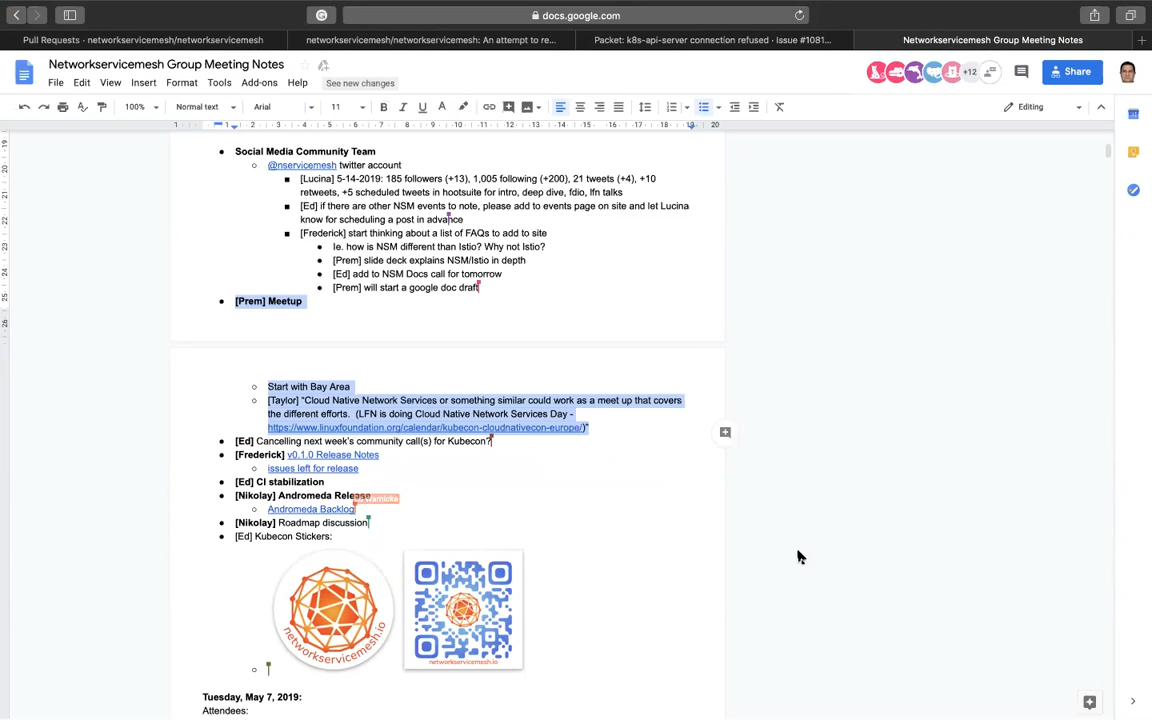 docs.google.com
Pull Requests · networkservicemesh/networkservicemesh
networkservicemesh/networkservicemesh: An attempt to re...
Packet: k8s-api-server connection refused · Issue #1081...
Networkservicemesh Group Meeting Notes
Networkservicemesh Group Meeting Notes
File Edit View Insert Format Tools Add-ons Help See new changes
+12
Share
100% Normal text Arial 11 Editing
Social Media Community Team
@nservicemesh twitter account
[Lucina] 5-14-2019: 185 followers (+13), 1,005 following (+200), 21 tweets (+4), +10
retweets, +5 scheduled tweets in hootsuite for intro, deep dive, fdio, lfn talks
[Ed] if there are other NSM events to note, please add to events page on site and let Lucina
know for scheduling a post in advance
[Frederick] start thinking about a list of FAQs to add to site
Ie. how is NSM different than Istio? Why not Istio?
[Prem] slide deck explains NSM/Istio in depth
[Ed] add to NSM Docs call for tomorrow
[Prem] will start a google doc draft
[Prem] Meetup
Start with Bay Area
[Taylor] "Cloud Native Network Services or something similar could work as a meet up that covers
the different efforts. (LFN is doing Cloud Native Network Services Day -
https://www.linuxfoundation.org/calendar/kubecon-cloudnativecon-europe/)"
[Ed] Cancelling next week's community call(s) for Kubecon?
[Frederick] v0.1.0 Release Notes
issues left for release
[Ed] CI stabilization
[Nikolay] Andromeda Release
Andromeda Backlog
[Nikolay] Roadmap discussion
[Ed] Kubecon Stickers:
networkservicemesh.io
networkservicemesh.io
Tuesday, May 7, 2019:
Attendees: